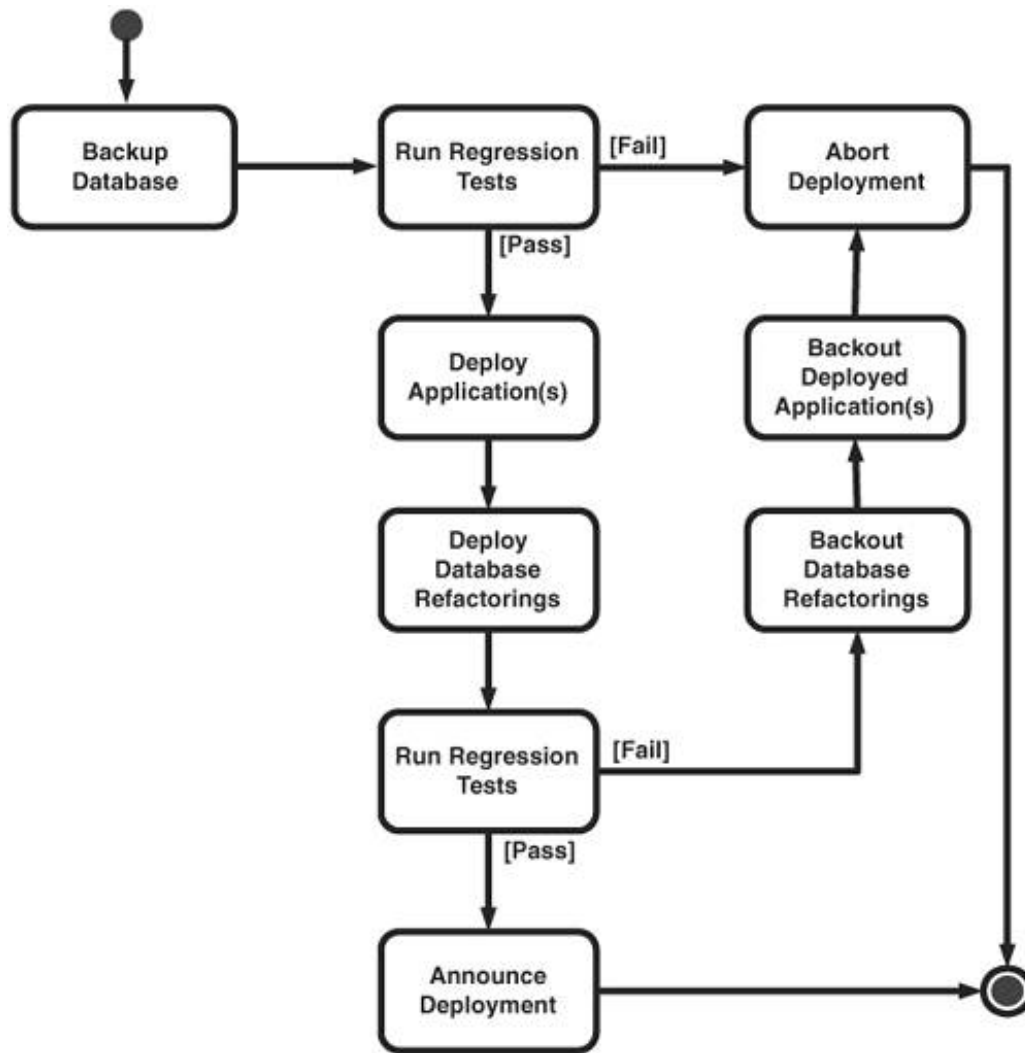 Backup
Database
Run Regression
Tests
[Fail]
Abort
Deployment
[Pass]
Deploy
Application(s)
Backout
Deployed
Application(s)
Deploy
Database
Refactorings
Backout
Database
Refactorings
Run Regression
Tests
[Fail]
[Pass]
Announce
Deployment